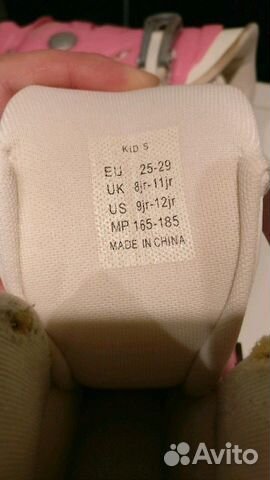 KID S
EU 25-29
UK 8jr-11jr
US 9jr-12jr
MP 165-185
MADE IN CHINA
Avito